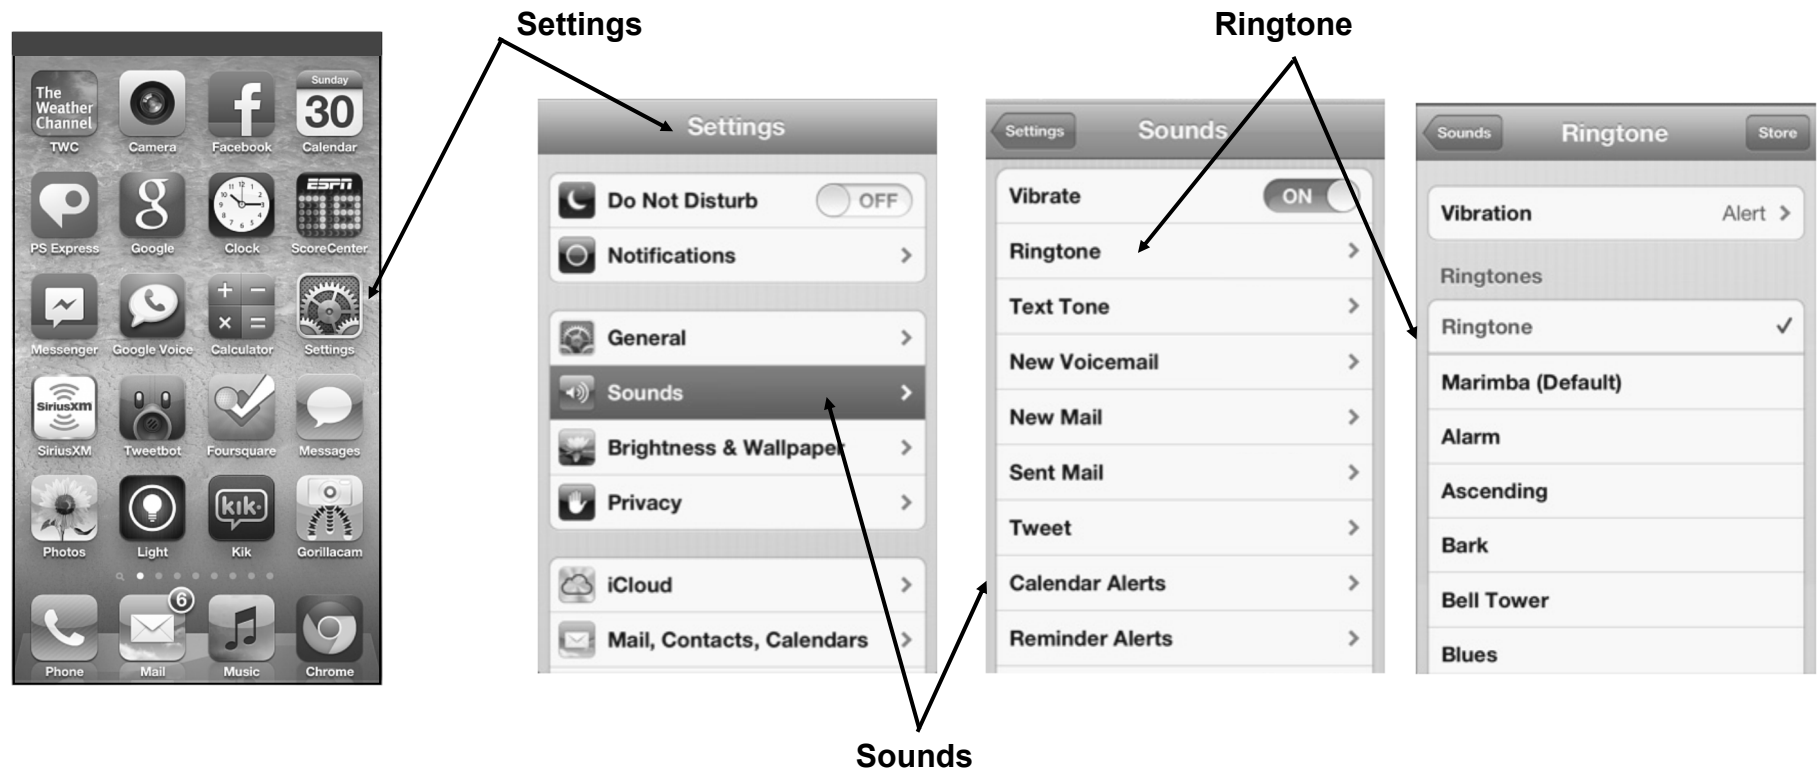 Settings
Ringtone
The
Weather
Channel
TWC
Camera
Facebook
Sunday
30
Calendar
PS Express
Google
12
Clock
ESPN
ScoreCenter
Messenger
Google Voice
Calculator
Settings
SiriusXM
SiriusXM
Tweetbot
Foursquare
Messages
Photos
Light
kik
Kik
Gorillacam
Phone
6
Mail
Music
Chrome
Settings
Do Not Disturb OFF
Notifications
General
Sounds
Brightness & Wallpaper
Privacy
iCloud
Mail, Contacts, Calendars
Settings Sounds
Vibrate ON
Ringtone
Text Tone
New Voicemail
New Mail
Sent Mail
Tweet
Calendar Alerts
Reminder Alerts
Sounds Ringtone Store
Vibration Alert
Ringtones
Ringtone
Marimba (Default)
Alarm
Ascending
Bark
Bell Tower
Blues
Sounds